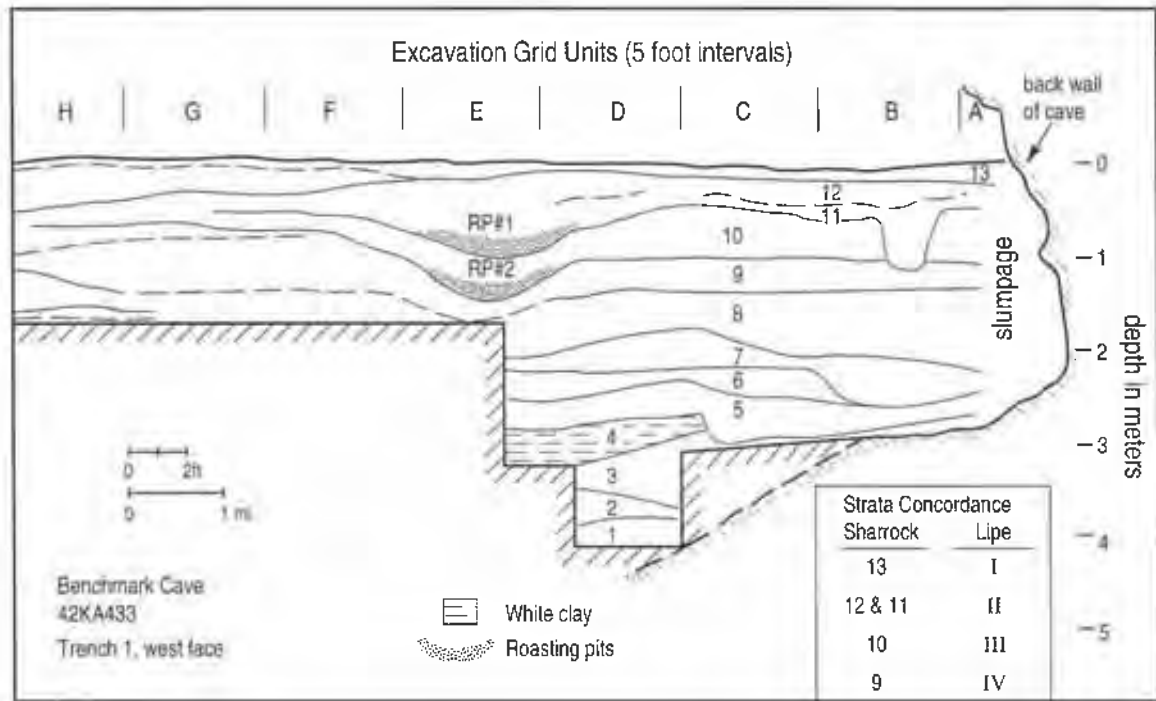 Excavation Grid Units (5 foot intervals)
H G F E D C B A
back wall
of cave
0
13
12
11
RP#1
10
1
RP#2
9
8
slumpage
depth in meters
2
7
6
5
4
3
3
2
1
0 2ft
0 1 m
Strata Concordance
Sharrock Lipe
13 I
12 & 11 II
10 III
9 IV
4
5
Benchmark Cave
42KA433
Trench 1, west face
White clay
Roasting pits